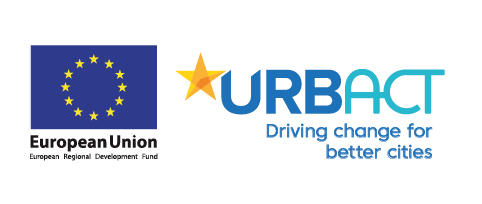 European Union
European Regional Development Fund
URBACT
Driving change for
better cities